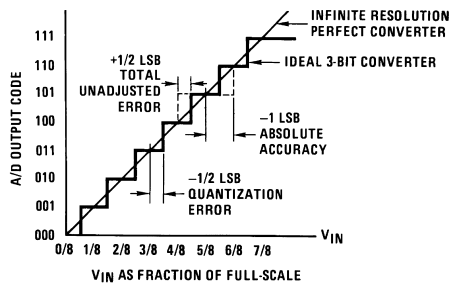 INFINITE RESOLUTION
PERFECT CONVERTER
IDEAL 3-BIT CONVERTER
+1/2 LSB
TOTAL
UNADJUSTED
ERROR
−1 LSB
ABSOLUTE
ACCURACY
−1/2 LSB
QUANTIZATION
ERROR
A/D OUTPUT CODE
111
110
101
100
011
010
001
000
0/8 1/8 2/8 3/8 4/8 5/8 6/8 7/8
VIN
VIN AS FRACTION OF FULL-SCALE